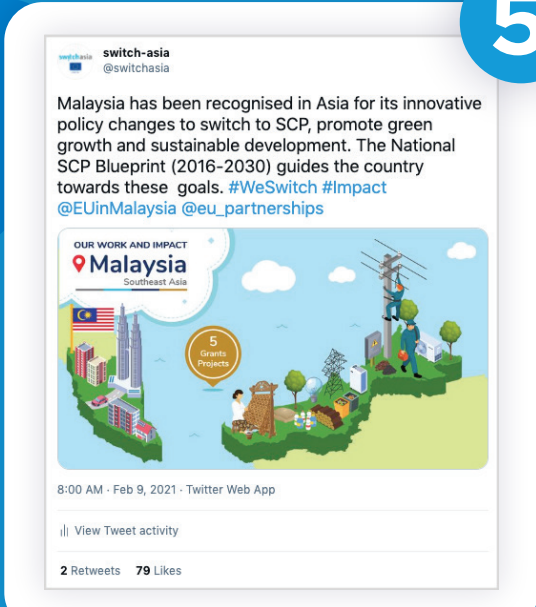 5
switchasia
switch-asia
@switchasia
Malaysia has been recognised in Asia for its innovative
policy changes to switch to SCP, promote green
growth and sustainable development. The National
SCP Blueprint (2016-2030) guides the country
towards these  goals. #WeSwitch #Impact
@EUinMalaysia @eu_partnerships
OUR WORK AND IMPACT
Malaysia
Southeast Asia
5
Grants
Projects
8:00 AM · Feb 9, 2021 · Twitter Web App
View Tweet activity
2 Retweets 79 Likes